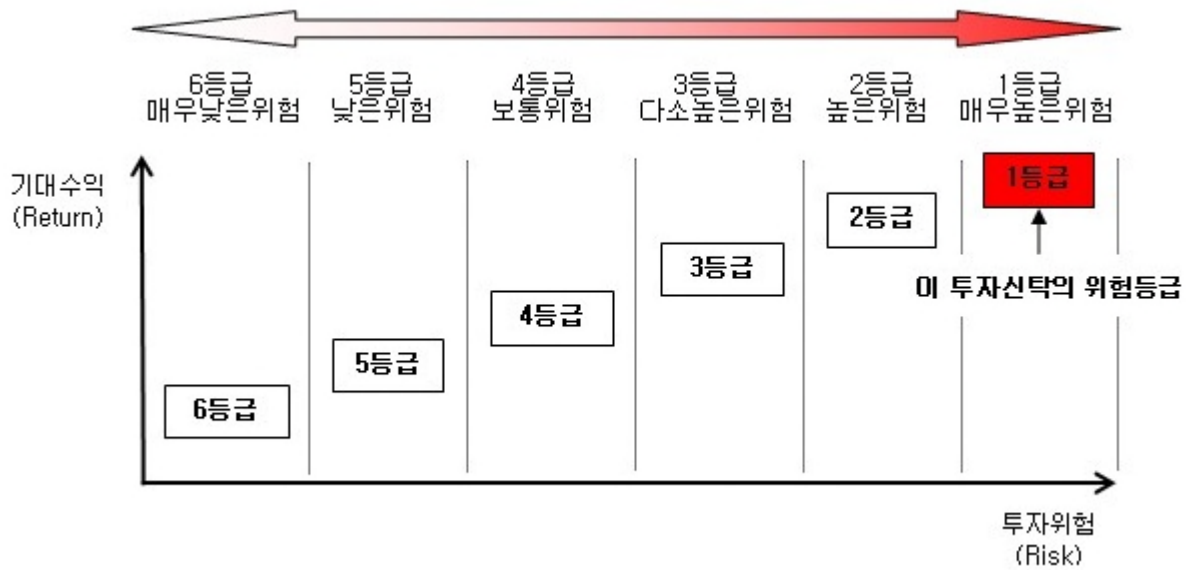 6등급
매우낮은위험
5등급
낮은위험
4등급
보통위험
3등급
다소높은위험
2등급
높은위험
1등급
매우높은위험
기대수익
(Return)
1등급
2등급
3등급
4등급
5등급
6등급
이 투자신탁의 위험등급
투자위험
(Risk)